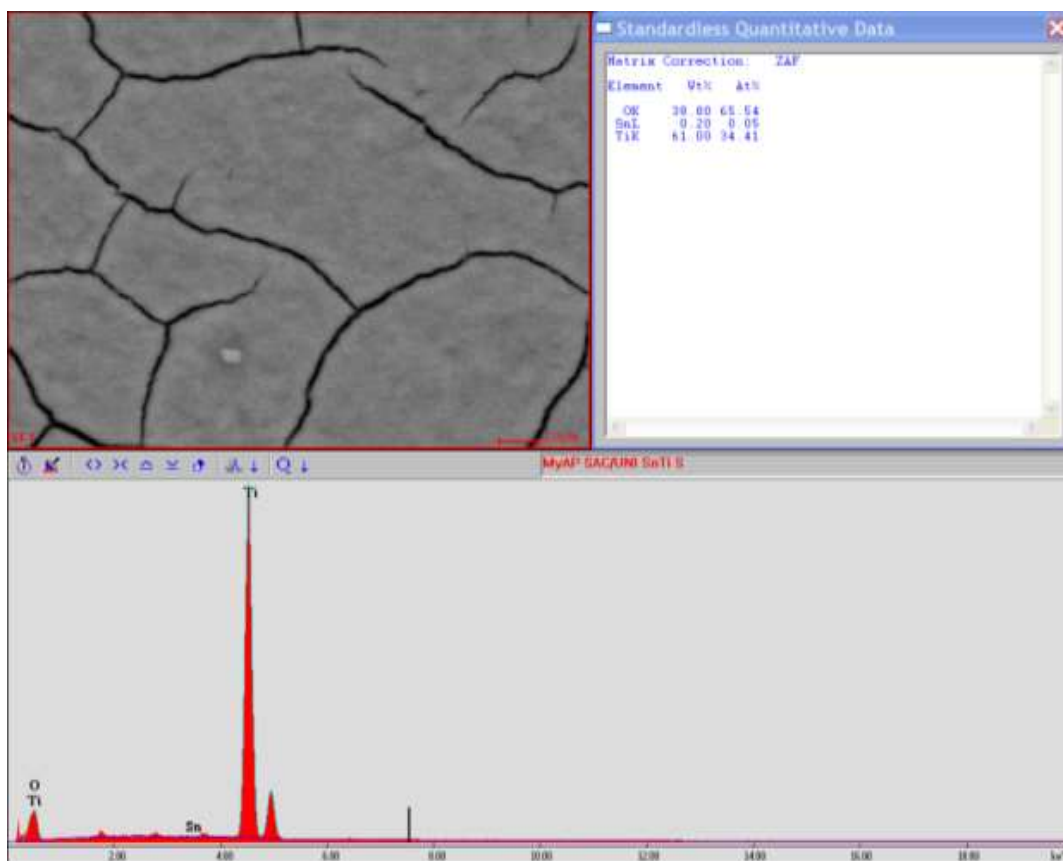 Standardless Quantitative Data
Matrix Correction: ZAF
Element Wt% At%
OK 65.54
SnL 0.20 0.05
TiK 61.00 34.41
MyAP SAC/UNI SnTi S
Ti
O
Ti
Sn
2.00 4.00 6.00 8.00 10.00 12.00 14.00 16.00 18.00